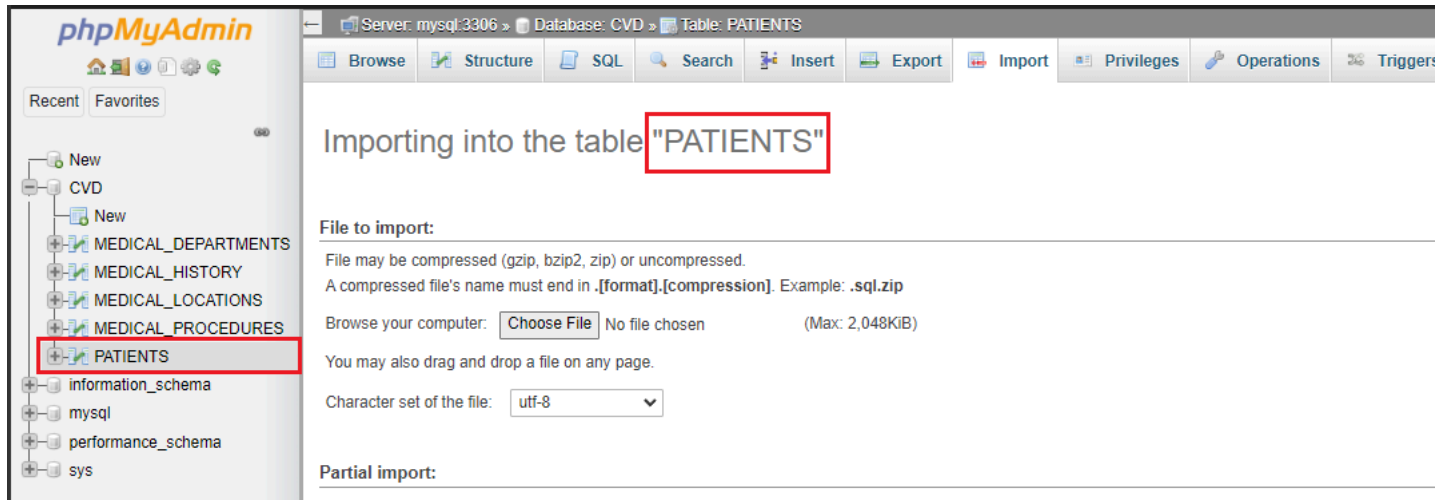 phpMyAdmin
Recent Favorites
New
CVD
New
MEDICAL_DEPARTMENTS
MEDICAL_HISTORY
MEDICAL_LOCATIONS
MEDICAL_PROCEDURES
PATIENTS
information_schema
mysql
performance_schema
sys
Server: mysql:3306 » Database: CVD » Table: PATIENTS
Browse Structure SQL Search Insert Export Import Privileges Operations Triggers
Importing into the table "PATIENTS"
File to import:
File may be compressed (gzip, bzip2, zip) or uncompressed.
A compressed file's name must end in .[format].[compression]. Example: .sql.zip
Browse your computer: Choose File No file chosen (Max: 2,048KiB)
You may also drag and drop a file on any page.
Character set of the file: utf-8
Partial import: